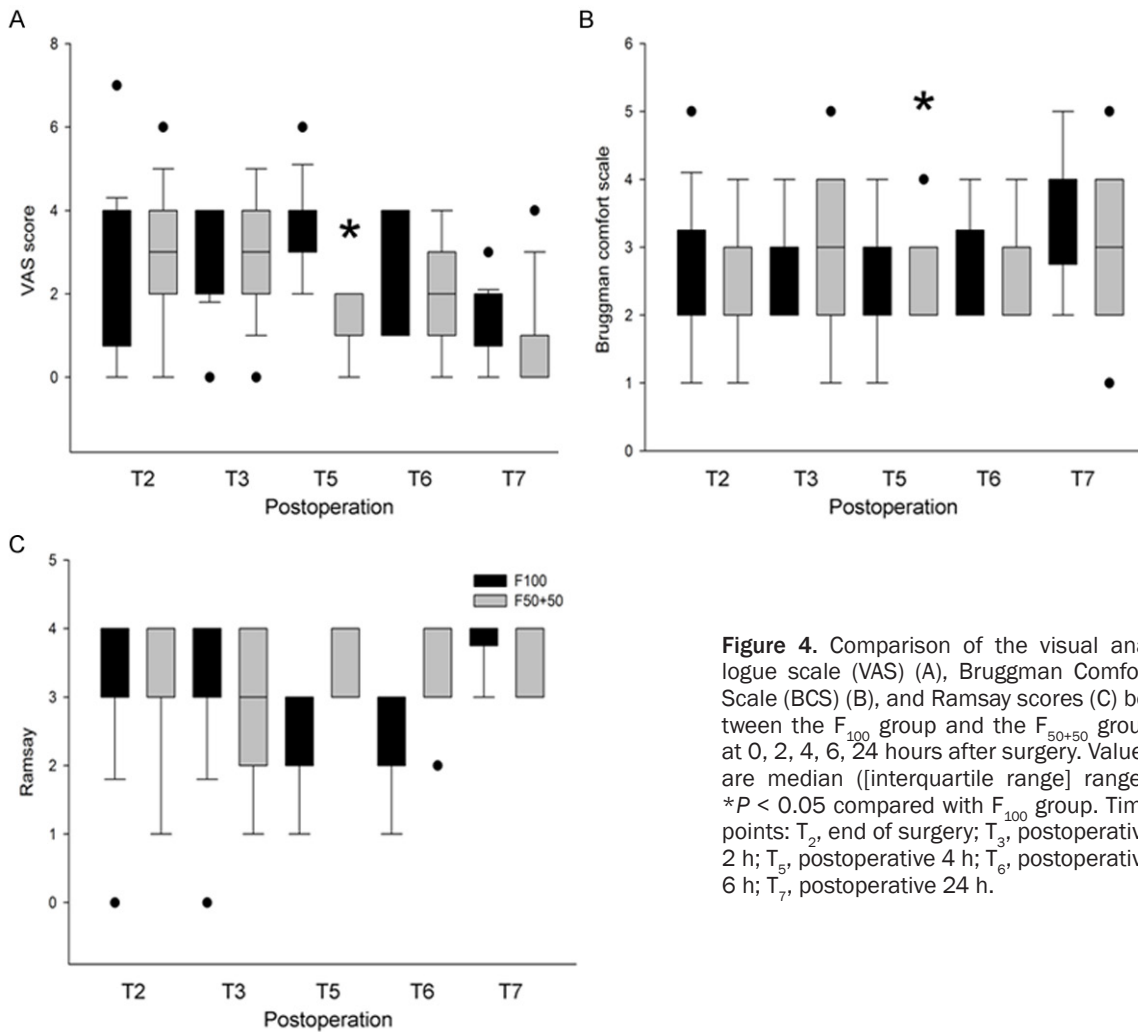 A
8
6
4
2
0
VAS score
*
T2 T3 T5 T6 T7
Postoperation
B
6
5
4
3
2
1
0
Bruggman comfort scale
*
T2 T3 T5 T6 T7
Postoperation
C
5
4
3
2
1
0
Ramsay
F100
F50+50
T2 T3 T5 T6 T7
Postoperation
Figure 4. Comparison of the visual ana
logue scale (VAS) (A), Bruggman Comfor
Scale (BCS) (B), and Ramsay scores (C) be
tween the F100 group and the F50+50 grou
at 0, 2, 4, 6, 24 hours after surgery. Value
are median ([interquartile range] range
*P < 0.05 compared with F100 group. Tim
points: T2, end of surgery; T3, postoperativ
2 h; T5, postoperative 4 h; T6, postoperativ
6 h; T7, postoperative 24 h.